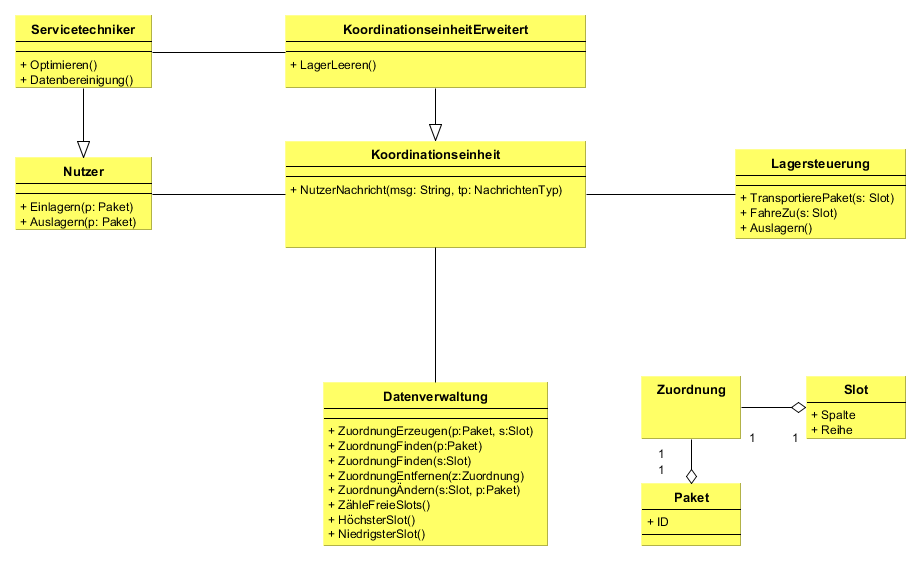 Servicetechniker
+ Optimieren()
+ Datenbereinigung()
KoordinationseinheitErweitert
+ LagerLeeren()
Nutzer
+ Einlagern(p: Paket)
+ Auslagern(p: Paket)
Koordinationseinheit
+ NutzerNachricht(msg: String, tp: NachrichtenTyp)
Lagersteuerung
+ TransportierePaket(s: Slot)
+ FahreZu(s: Slot)
+ Auslagern()
Datenverwaltung
+ ZuordnungErzeugen(p:Paket, s:Slot)
+ ZuordnungFinden(p:Paket)
+ ZuordnungFinden(s:Slot)
+ ZuordnungEntfernen(z:Zuordnung)
+ ZuordnungÄndern(s:Slot, p:Paket)
+ ZähleFreieSlots()
+ HöchsterSlot()
+ NiedrigsterSlot()
Zuordnung
Slot
+ Spalte
+ Reihe
1 1
1
1
Paket
+ ID